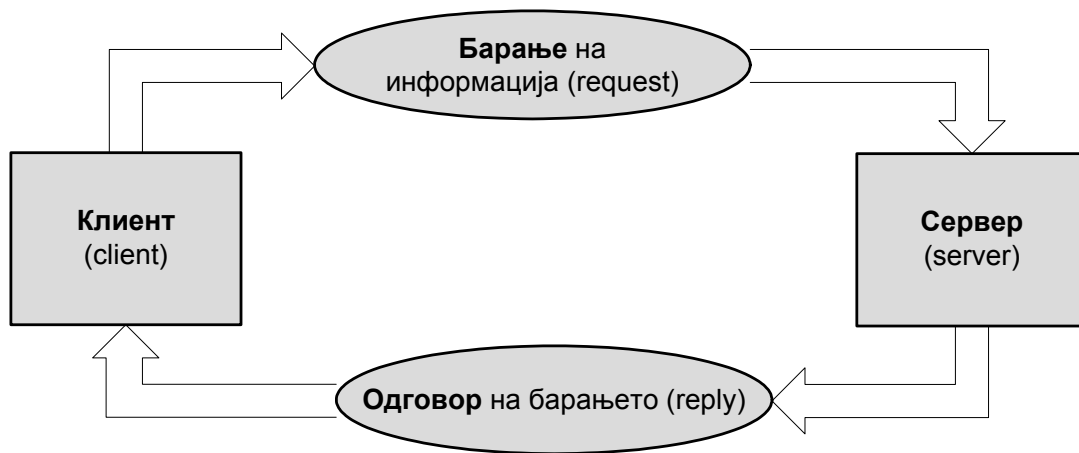 Барање на
информација (request)
Клиент
(client)
Сервер
(server)
Одговор на барањето (reply)